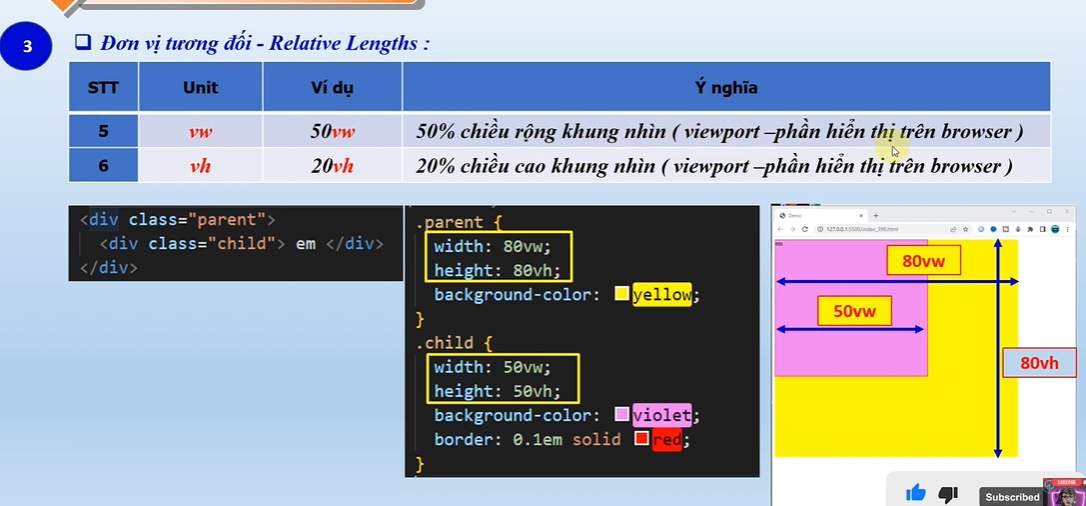 3
Đơn vị tương đối - Relative Lengths :
STT Unit Ví dụ Ý nghĩa
5 vw 50vw 50% chiều rộng khung nhìn ( viewport –phần hiển thị trên browser )
6 vh 20vh 20% chiều cao khung nhìn ( viewport –phần hiển thị trên browser )
<div class="parent">
<div class="child"> em </div>
</div>
.parent {
width: 80vw;
height: 80vh;
background-color: yellow;
}
.child {
width: 50vw;
height: 50vh;
background-color: violet;
border: 0.1em solid red;
}
Demo
127.0.0.1:5500/index_398.html
em
80vw
50vw
80vh
Subscribed